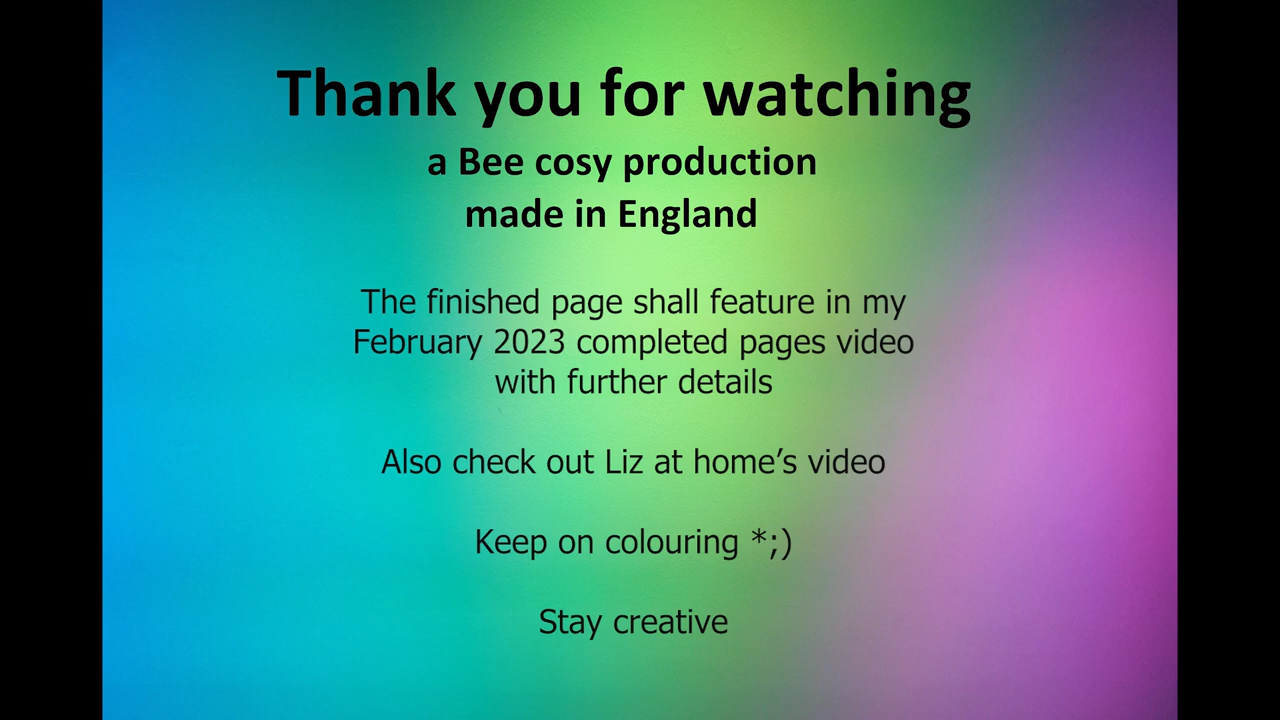 Thank you for watching
a Bee cosy production
made in England
The finished page shall feature in my
February 2023 completed pages video
with further details
Also check out Liz at home’s video
Keep on colouring *;)
Stay creative